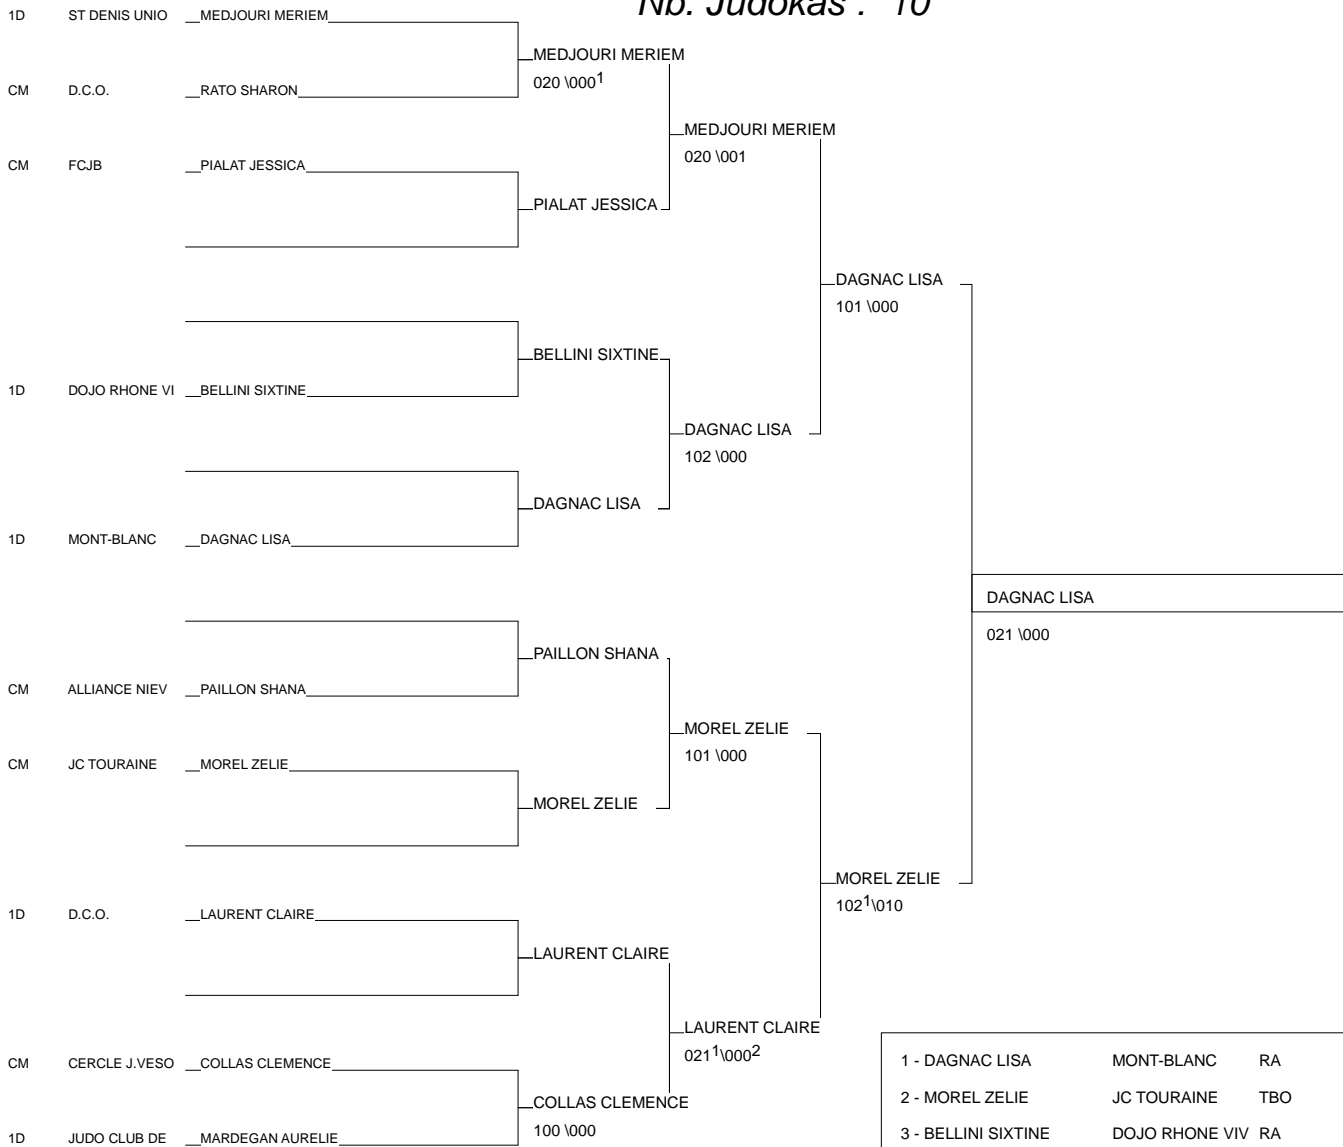 Nb. Judokas : 10
1D ST DENIS UNIO MEDJOURI MERIEM
MEDJOURI MERIEM
020 \0001
CM D.C.O. RATO SHARON
MEDJOURI MERIEM
020 \001
CM FCJB PIALAT JESSICA
PIALAT JESSICA
DAGNAC LISA
101 \000
BELLINI SIXTINE
1D DOJO RHONE VI BELLINI SIXTINE
DAGNAC LISA
102 \000
DAGNAC LISA
1D MONT-BLANC DAGNAC LISA
DAGNAC LISA
021 \000
PAILLON SHANA
CM ALLIANCE NIEV PAILLON SHANA
MOREL ZELIE
101 \000
CM JC TOURAINE MOREL ZELIE
MOREL ZELIE
MOREL ZELIE
1021\010
1D D.C.O. LAURENT CLAIRE
LAURENT CLAIRE
LAURENT CLAIRE
0211\0002
CM CERCLE J.VESO COLLAS CLEMENCE
COLLAS CLEMENCE
100 \000
1D JUDO CLUB DE MARDEGAN AURELIE
1 - DAGNAC LISA MONT-BLANC RA
2 - MOREL ZELIE JC TOURAINE TBO
3 - BELLINI SIXTINE DOJO RHONE VIV RA